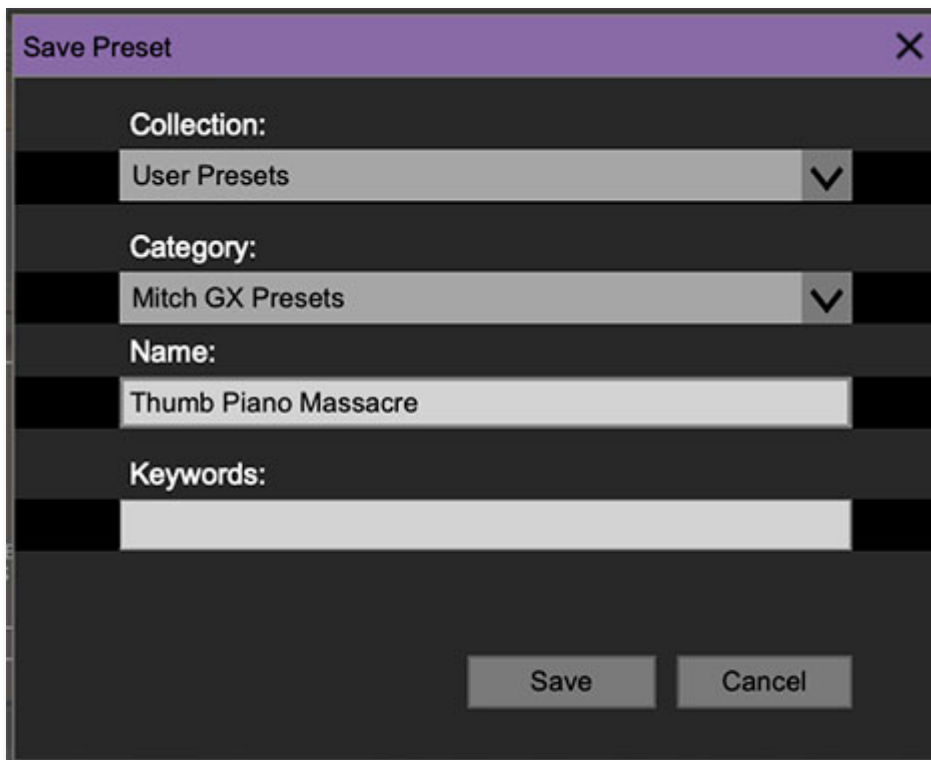 Save Preset
Collection:
User Presets
Category:
Mitch GX Presets
Name:
Thumb Piano Massacre
Keywords:
Save Cancel